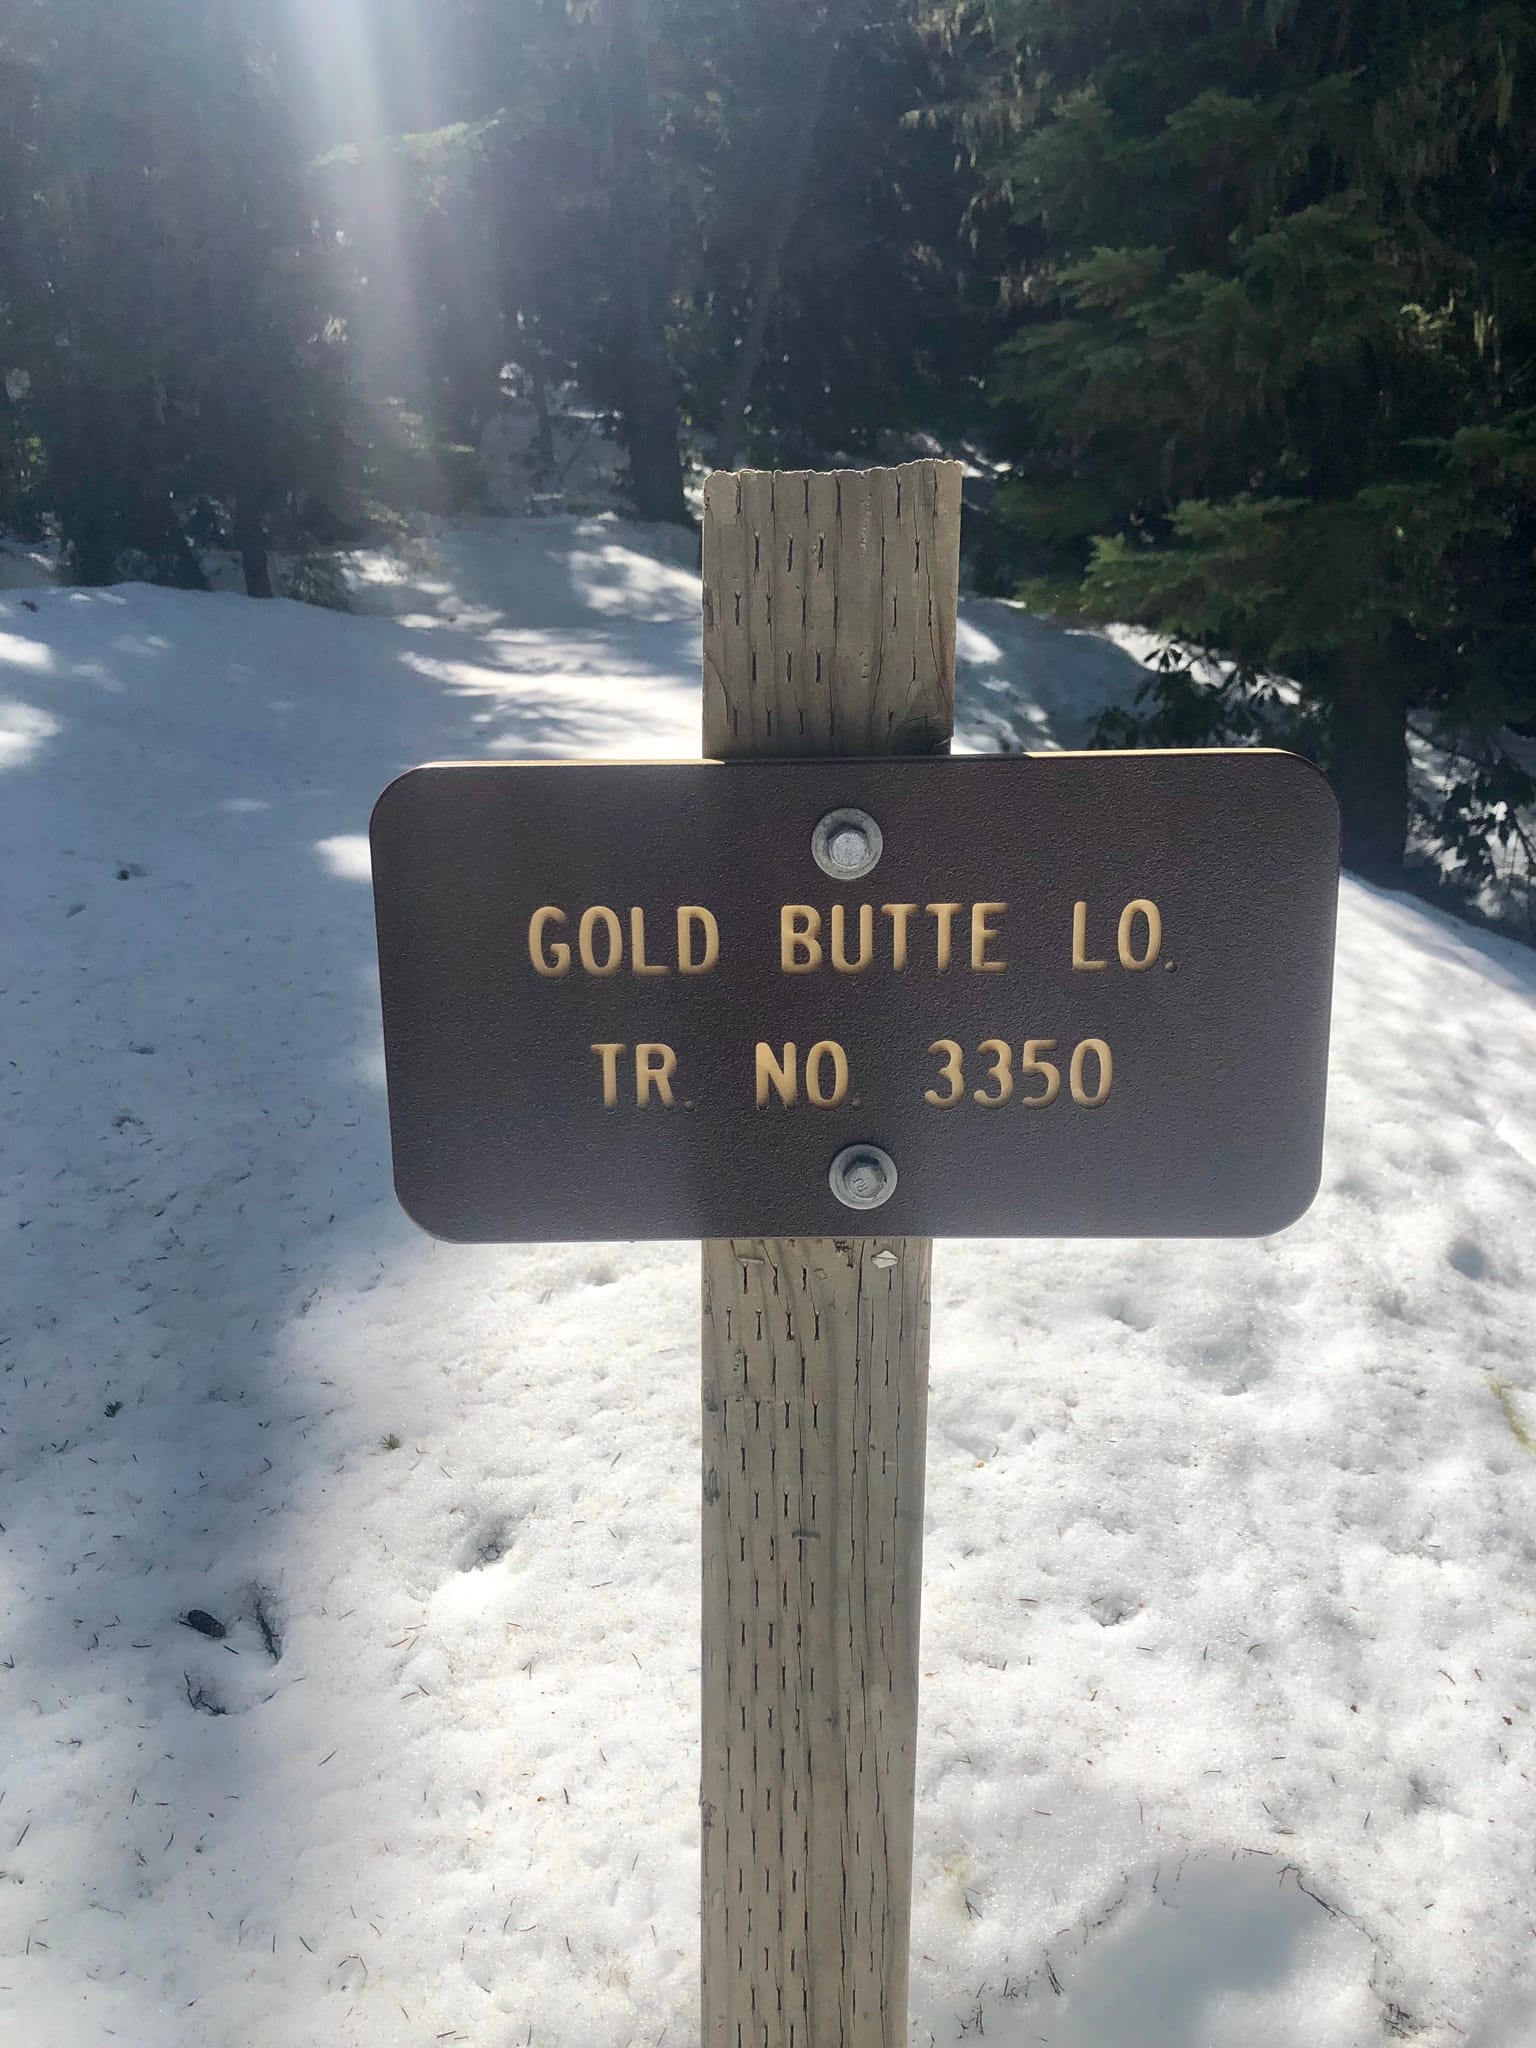 GOLD BUTTE LO.
TR. NO. 3350